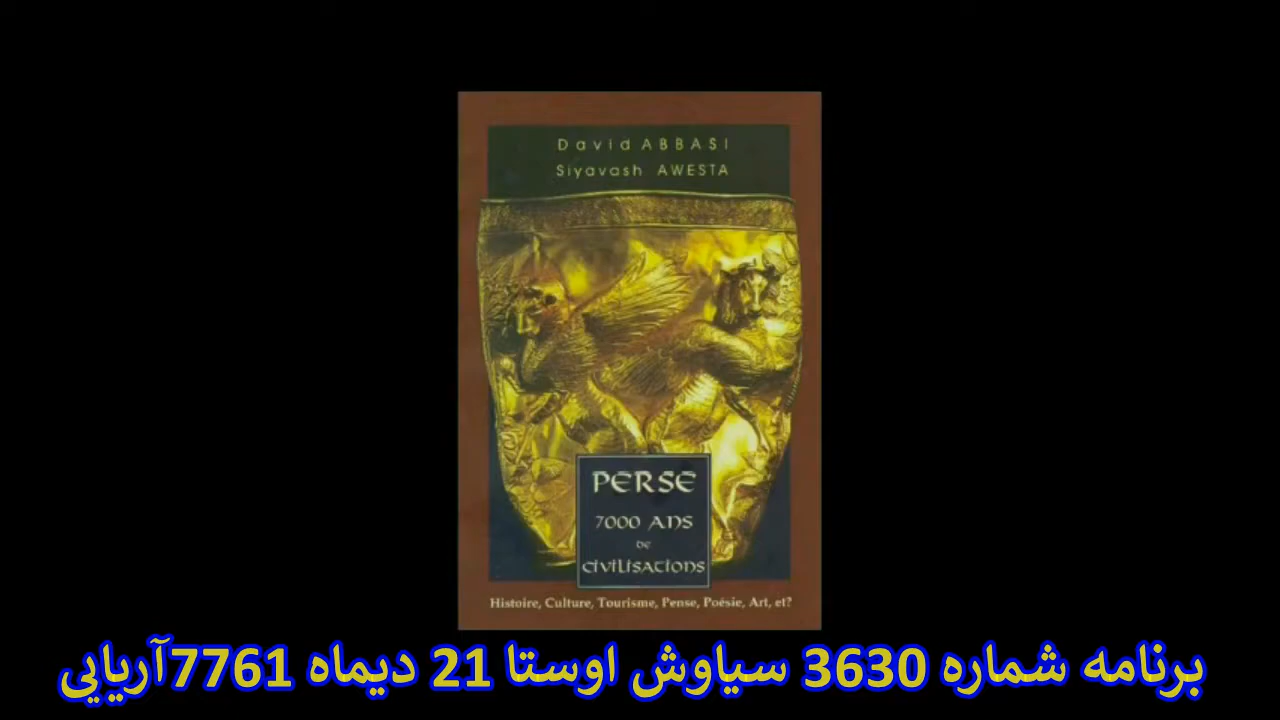 David ABBASI
Siyavash AWESTA
PERSE
7000 ANS
DE
CIVILISATIONS
Histoire, Culture, Tourisme, Pense, Poésie, Art, et?
برنامه شماره 3630 سیاوش اوستا 21 دیماه 7761آریایی